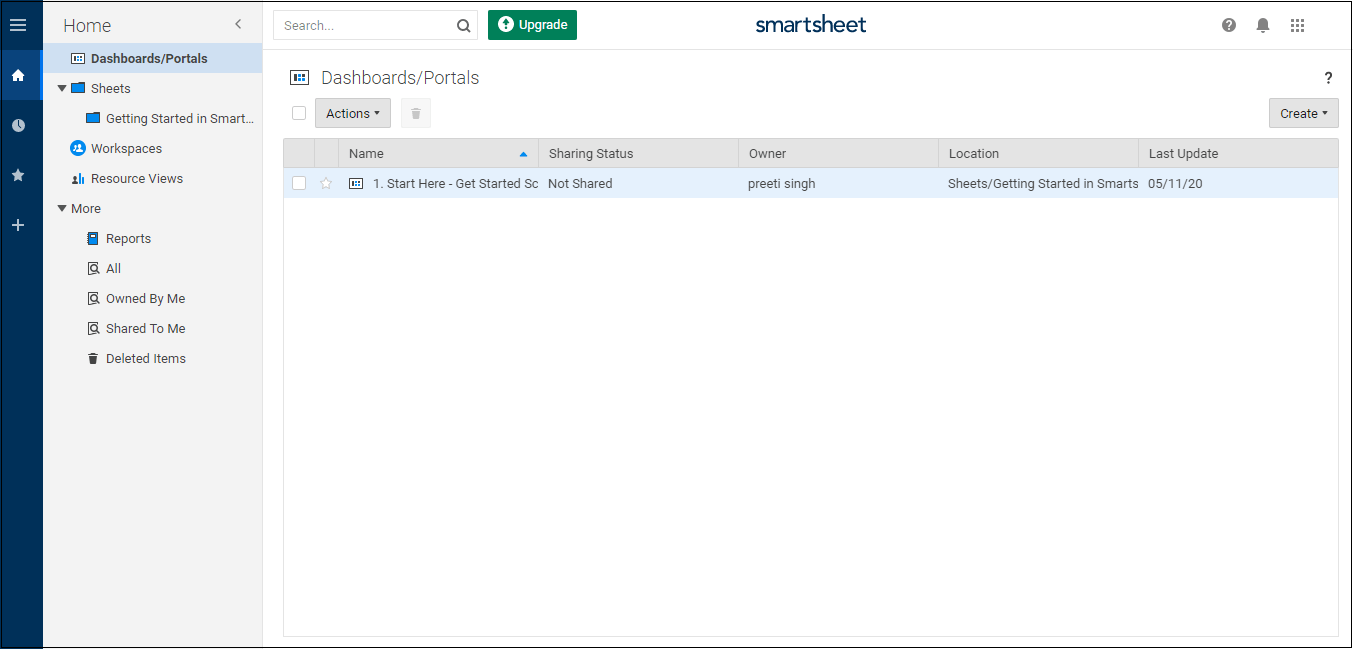 Home
Search...
Upgrade
smartsheet
Dashboards/Portals
Sheets
Getting Started in Smart...
Workspaces
Resource Views
More
Reports
All
Owned By Me
Shared To Me
Deleted Items
Dashboards/Portals
?
Actions
Create
Name Sharing Status Owner Location Last Update
1. Start Here - Get Started Sc Not Shared preeti singh Sheets/Getting Started in Smarts 05/11/20